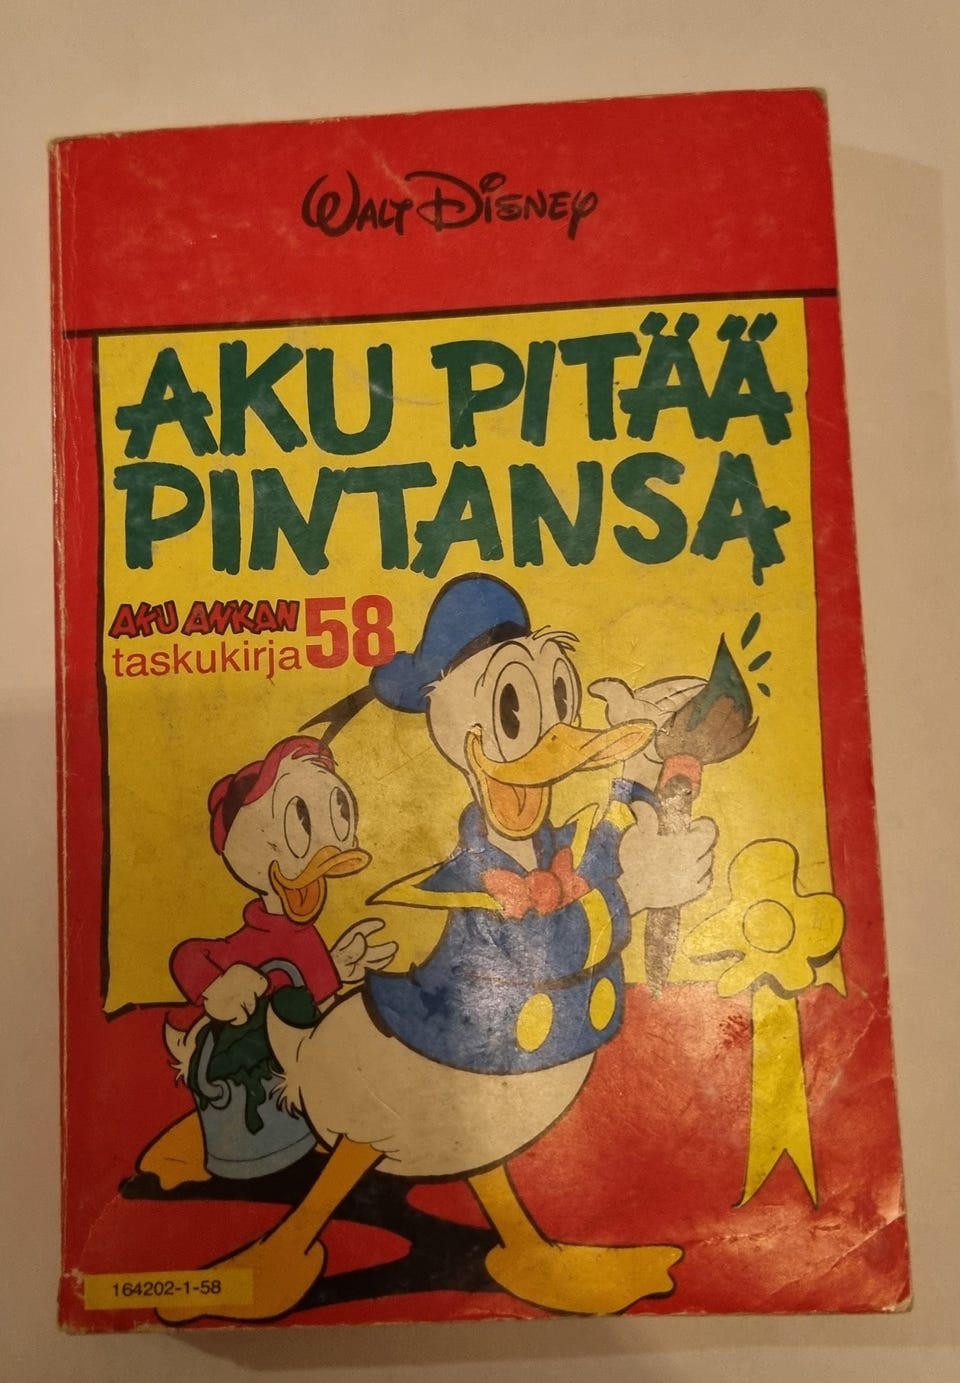 WALT DISNEY
AKU PITÄÄ
PINTANSA
AKU ANKAN
taskukirja 58
164202-1-58